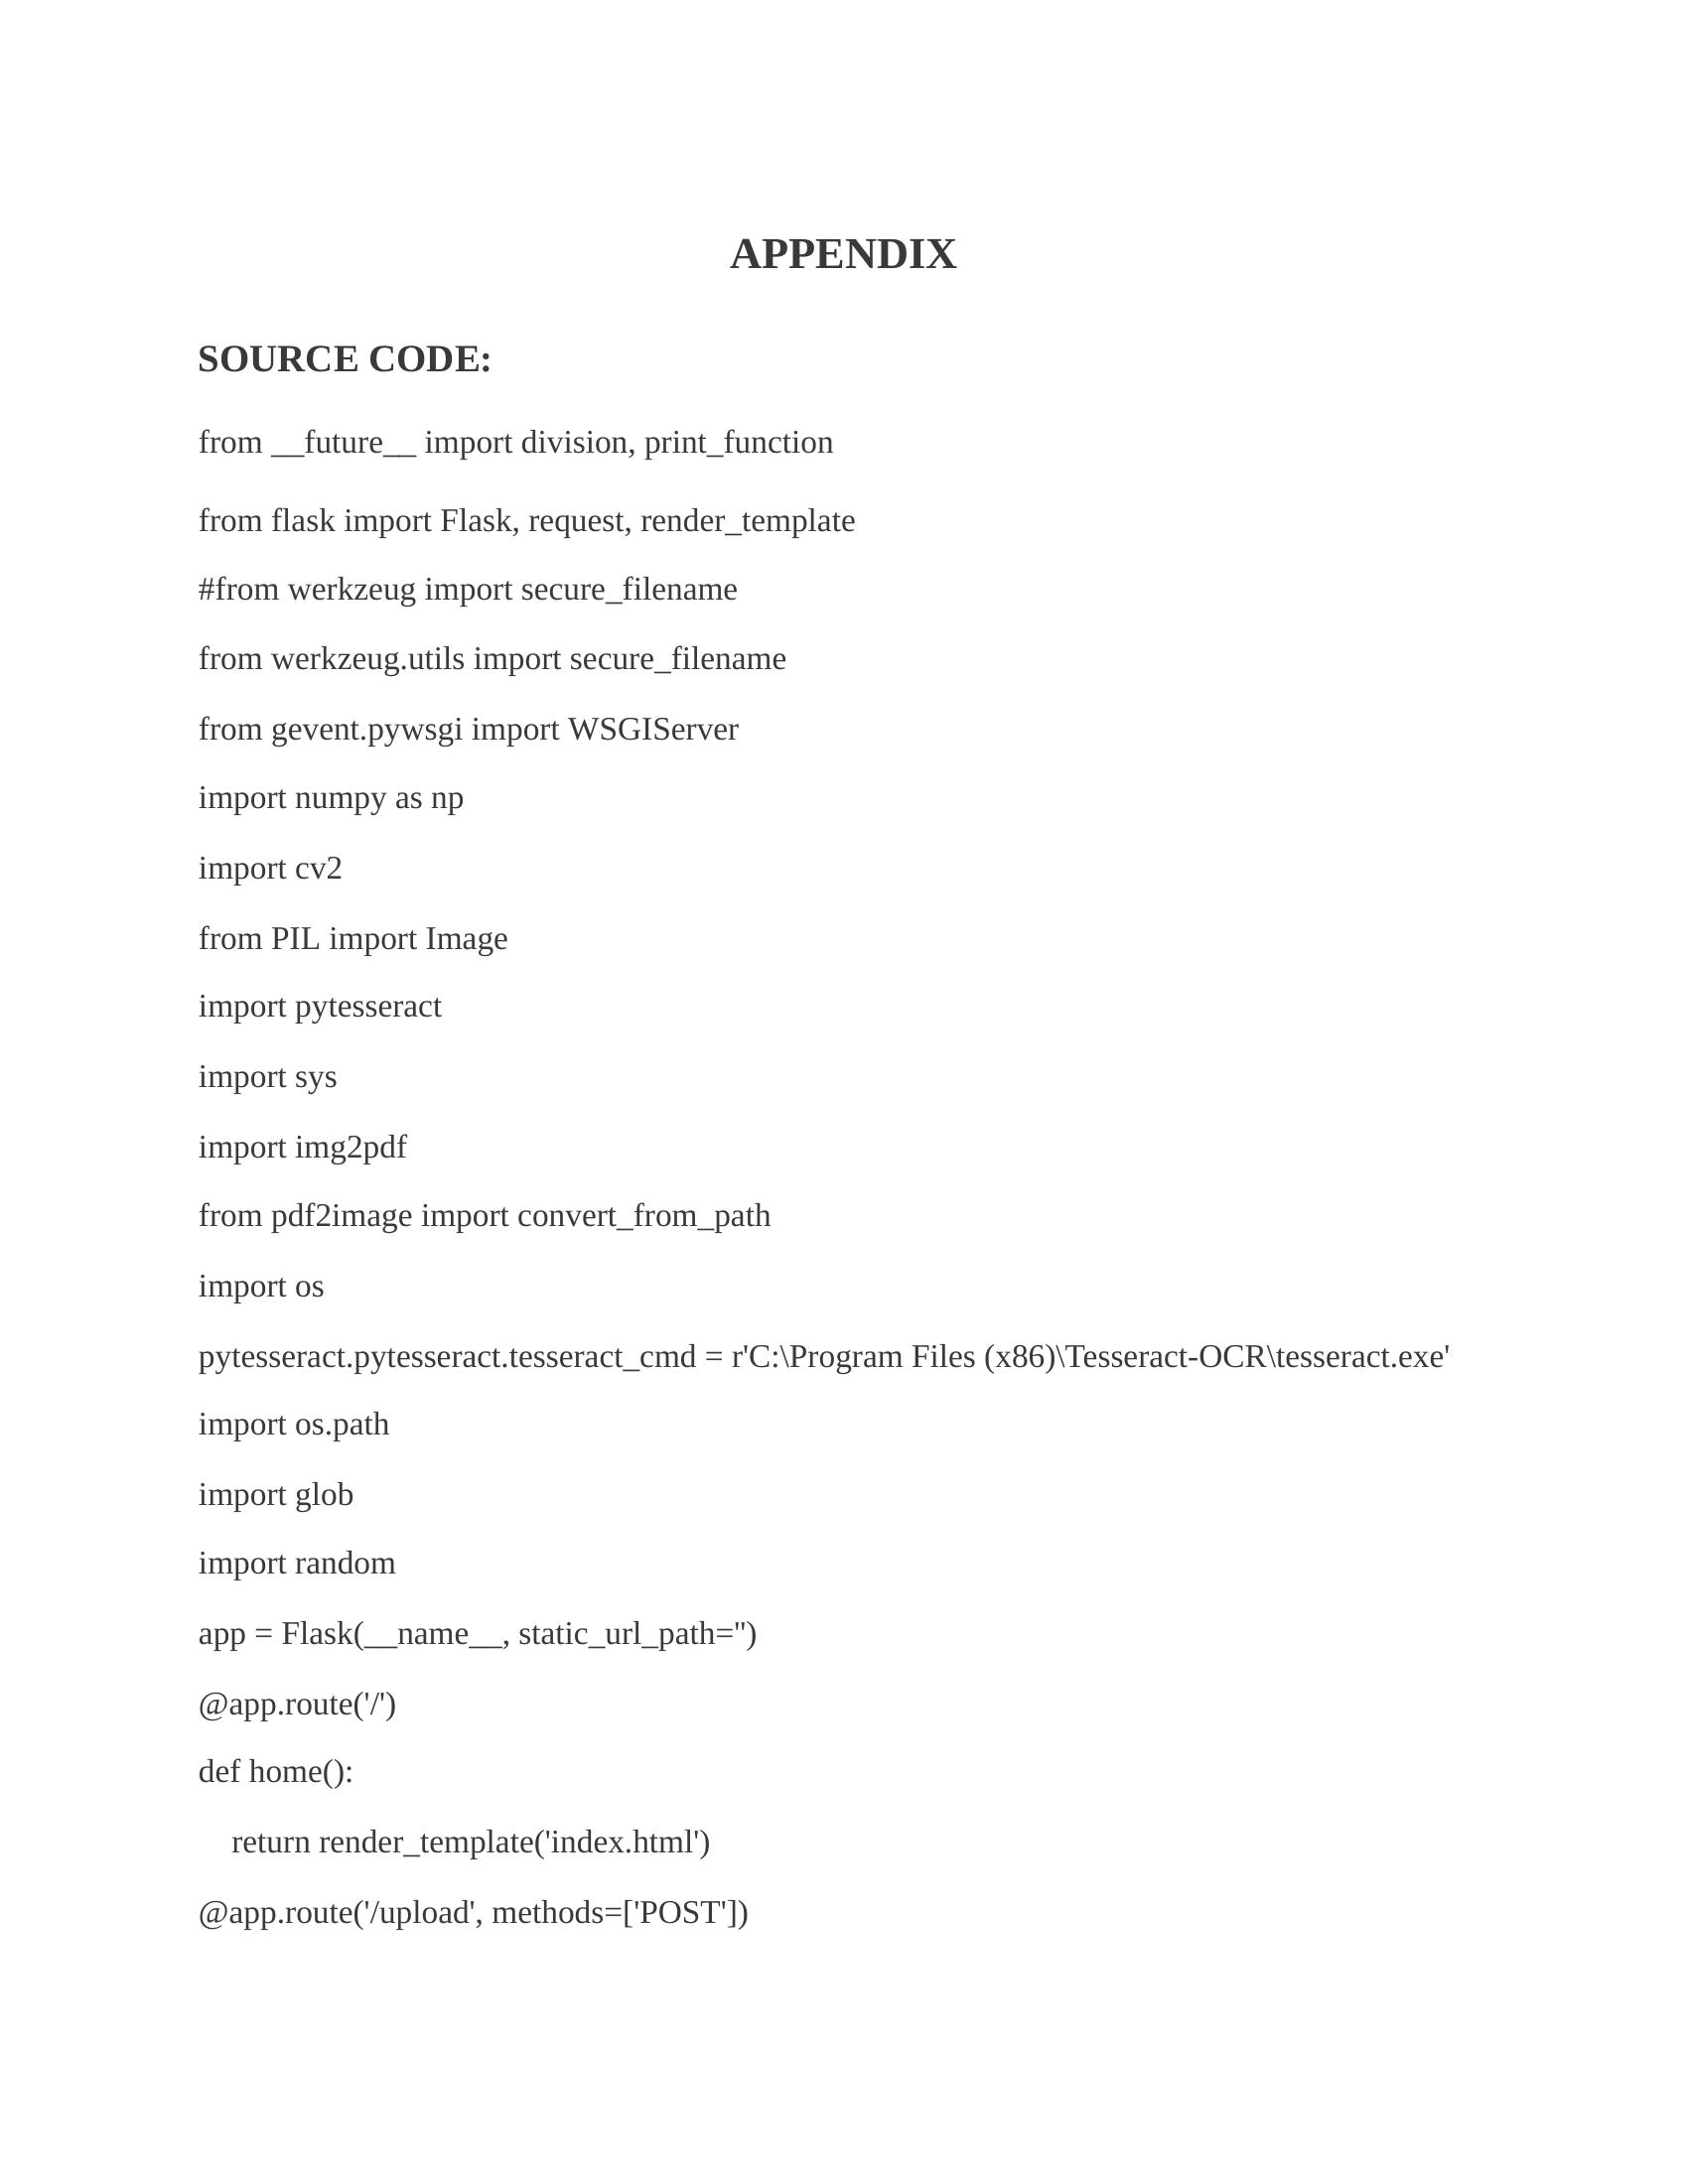 APPENDIX
SOURCE CODE:
from __future__ import division, print_function
from flask import Flask, request, render_template
#from werkzeug import secure_filename
from werkzeug.utils import secure_filename
from gevent.pywsgi import WSGIServer
import numpy as np
import cv2
from PIL import Image
import pytesseract
import sys
import img2pdf
from pdf2image import convert_from_path
import os
pytesseract.pytesseract.tesseract_cmd = r'C:\Program Files (x86)\Tesseract-OCR\tesseract.exe'
import os.path
import glob
import random
app = Flask(__name__, static_url_path='')
@app.route('/')
def home():
    return render_template('index.html')
@app.route('/upload', methods=['POST'])